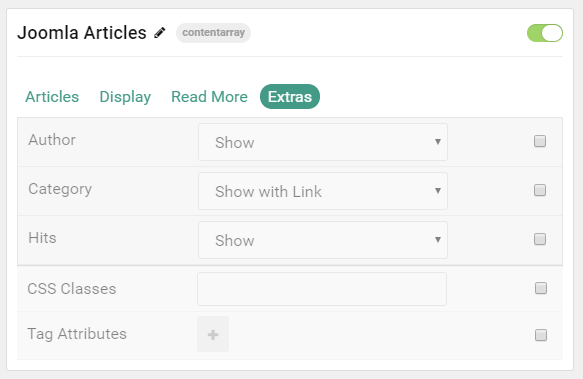 Joomla Articles contentarray
Articles Display Read More Extras
Author Show
Category Show with Link
Hits Show
CSS Classes
Tag Attributes